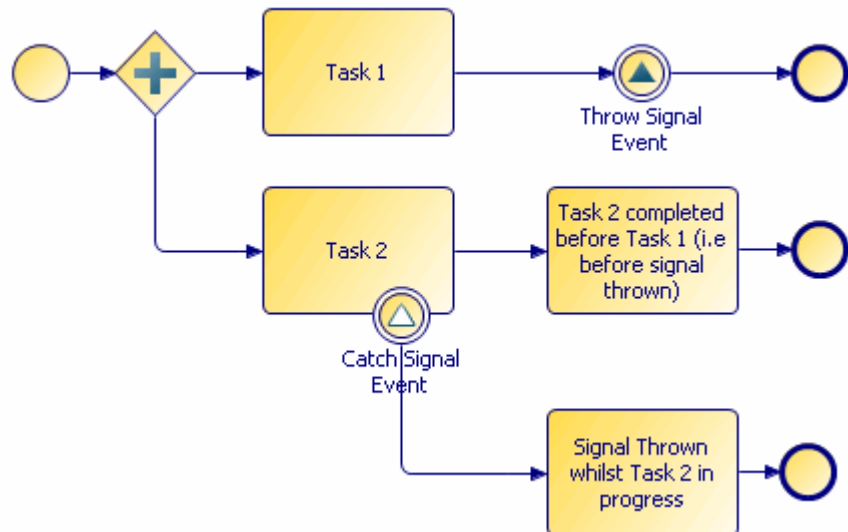 Task 1
Throw Signal
Event
Task 2
Task 2 completed
before Task 1 (i.e
before signal
thrown)
Catch Signal
Event
Signal Thrown
whilst Task 2 in
progress